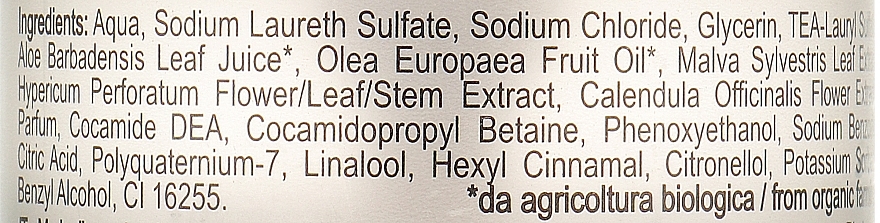 Ingredients: Aqua, Sodium Laureth Sulfate, Sodium Chloride, Glycerin, TEA-Lauryl
Aloe Barbadensis Leaf Juice*, Olea Europaea Fruit Oil*, Malva Sylvestris Leaf
Hypericum Perforatum Flower/Leaf/Stem Extract, Calendula Officinalis Flower
Parfum, Cocamide DEA, Cocamidopropyl Betaine, Phenoxyethanol, Sodium
Citric Acid, Polyquaternium-7, Linalool, Hexyl Cinnamal, Citronellol, Potassium
Benzyl Alcohol, CI 16255. *da agricoltura biologica / from organic